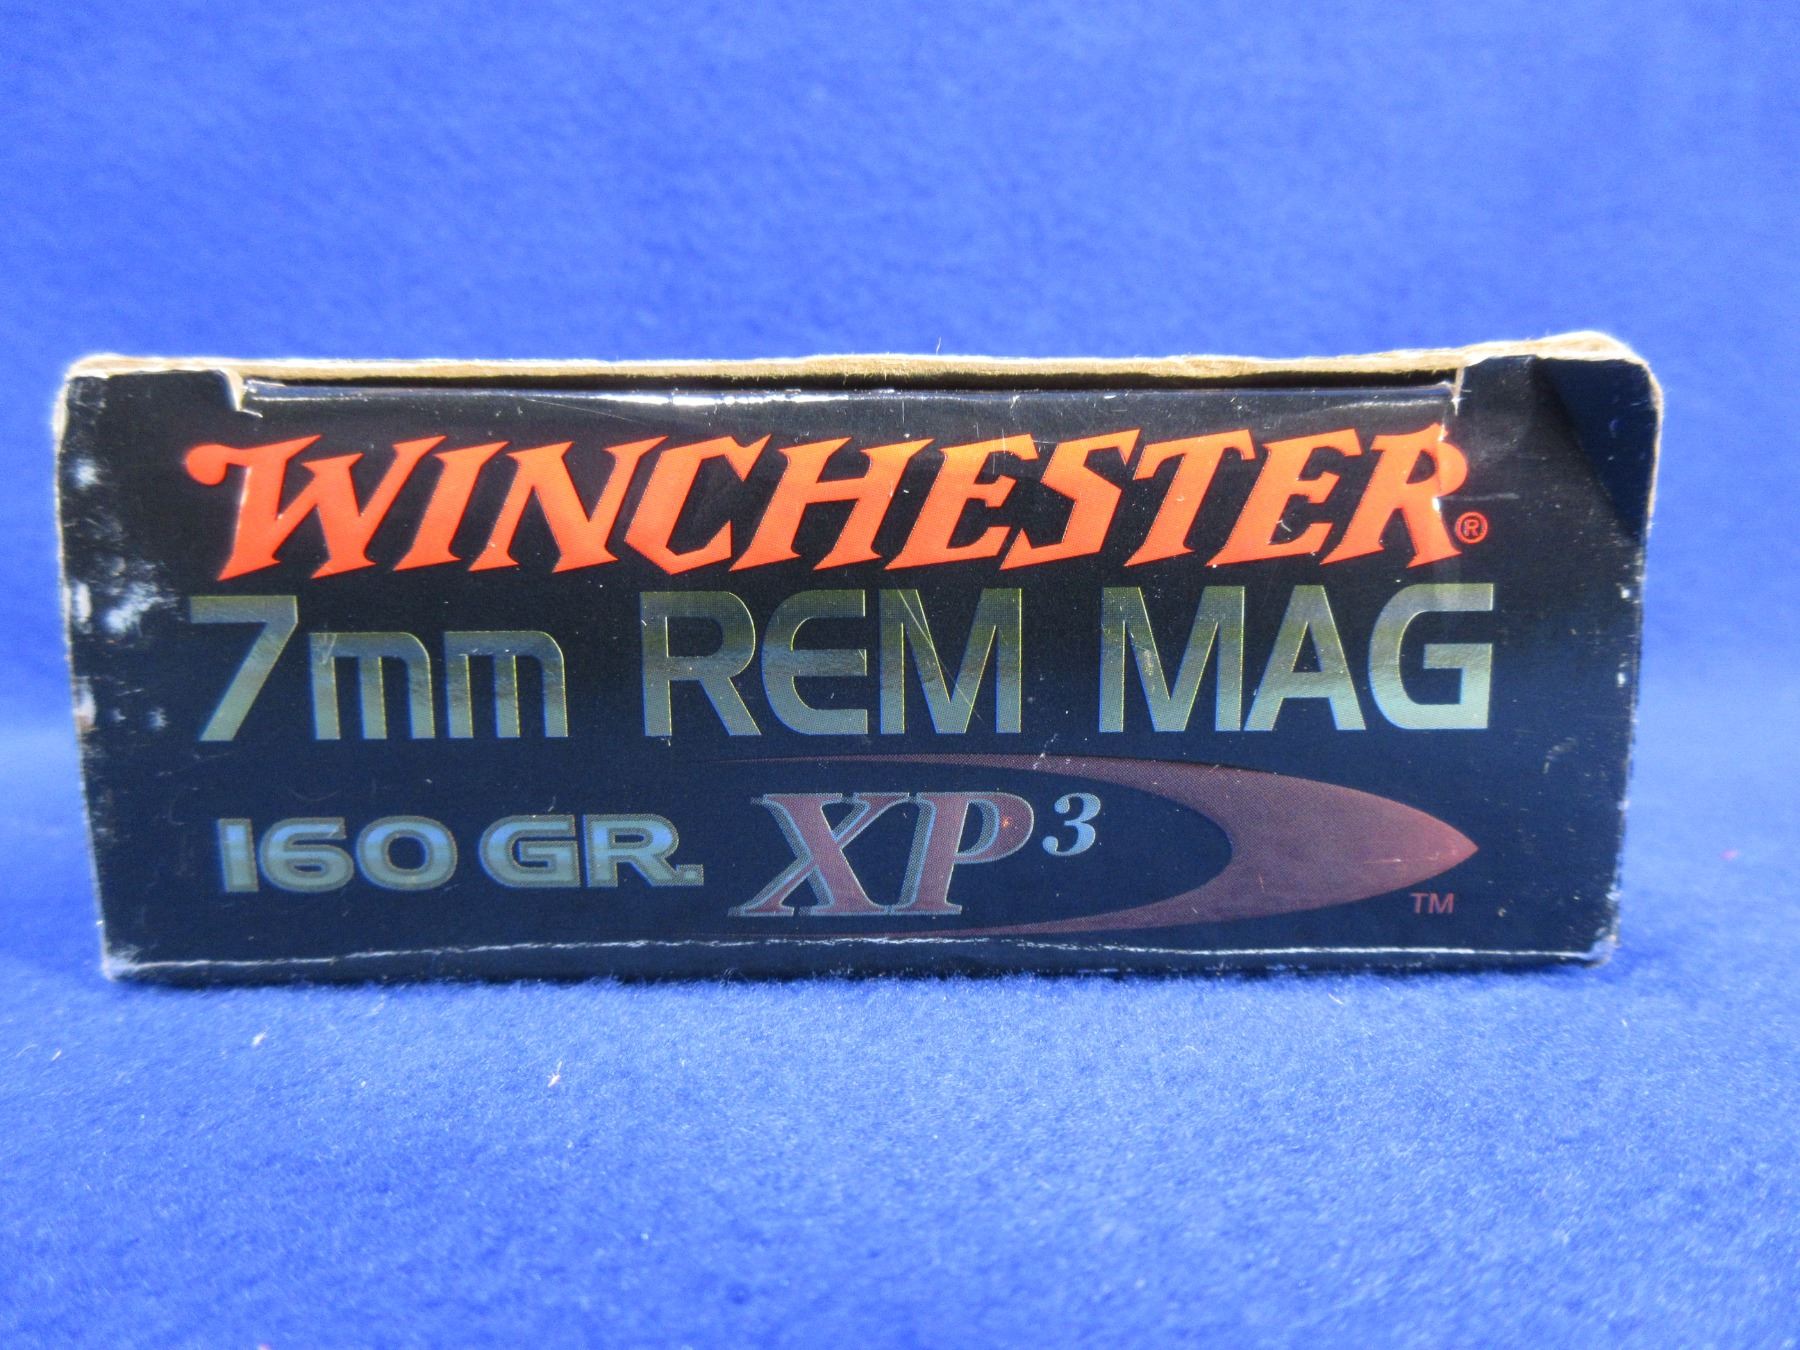 WINCHESTER®
7mm REM MAG
160 GR. XP³ ™